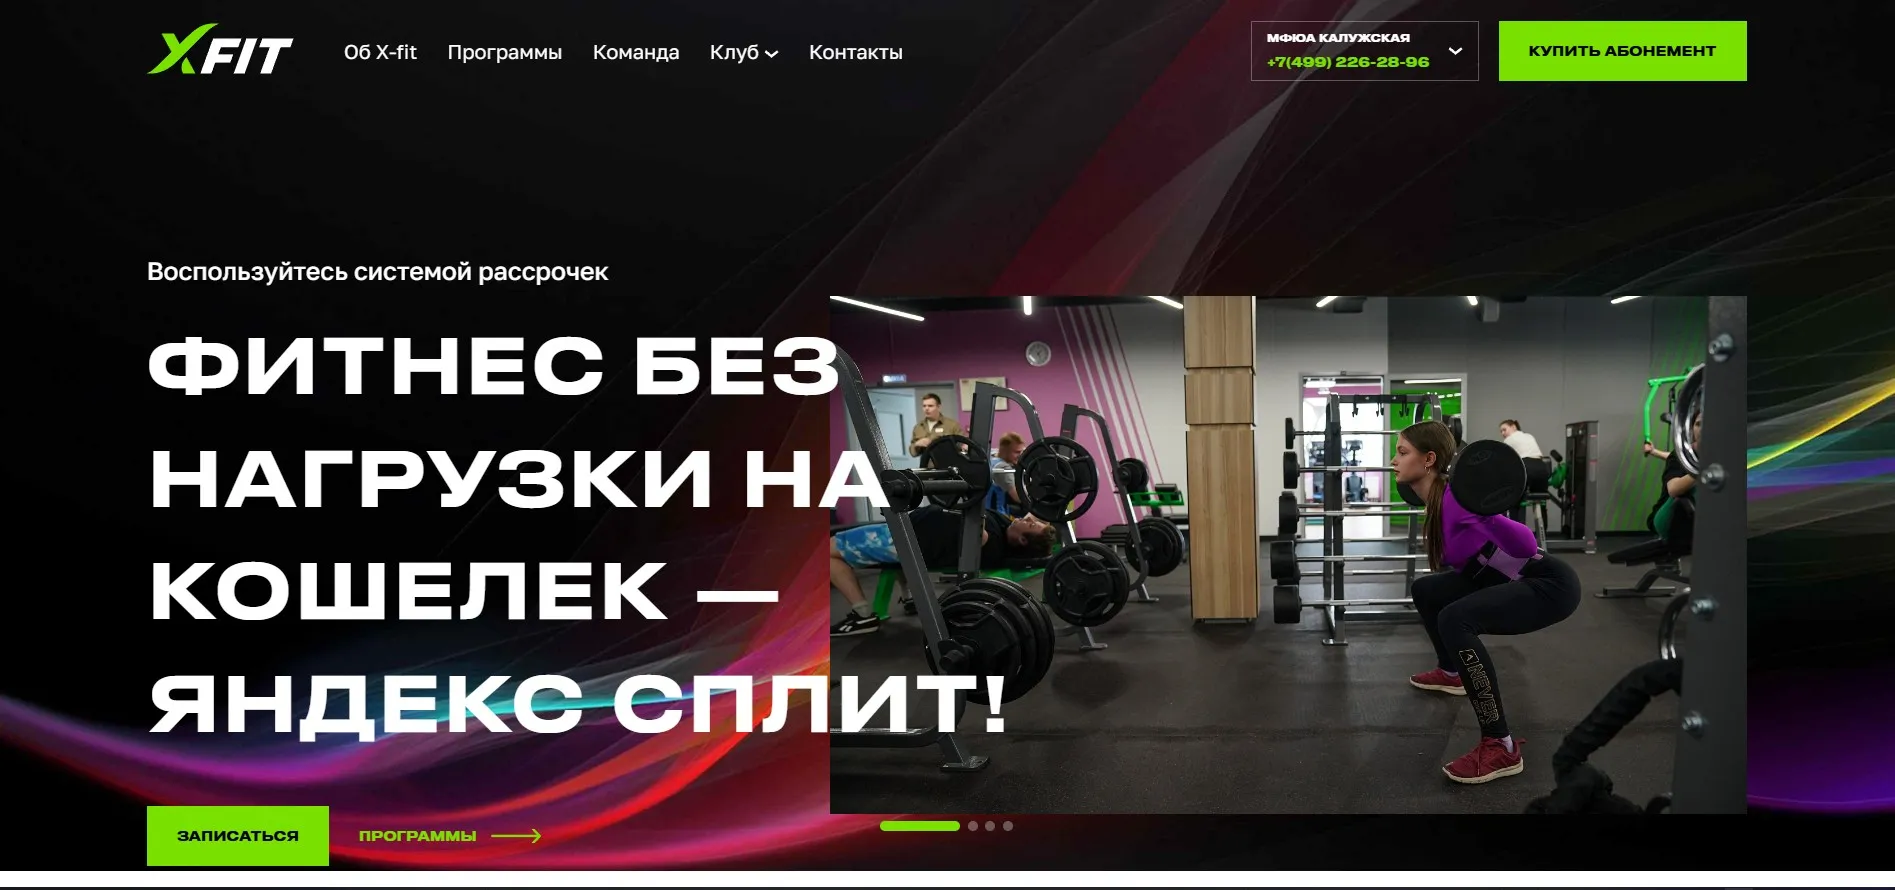 XFIT
Об X-fit
Программы
Команда
Клуб
Контакты
МФЮА КАЛУЖСКАЯ
+7(499) 226-28-96
КУПИТЬ АБОНЕМЕНТ
Воспользуйтесь системой рассрочек
ФИТНЕС БЕЗ
НАГРУЗКИ НА
КОШЕЛЕК —
ЯНДЕКС СПЛИТ!
NEVER
ЗАПИСАТЬСЯ
ПРОГРАММЫ